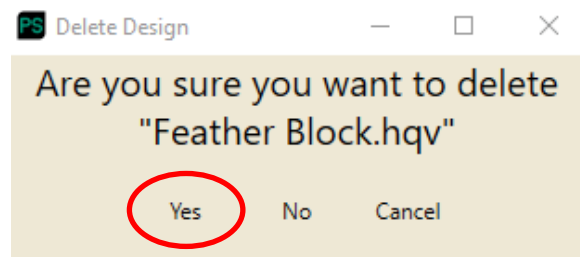 PS Delete Design
Are you sure you want to delete
"Feather Block.hqv"
Yes No Cancel